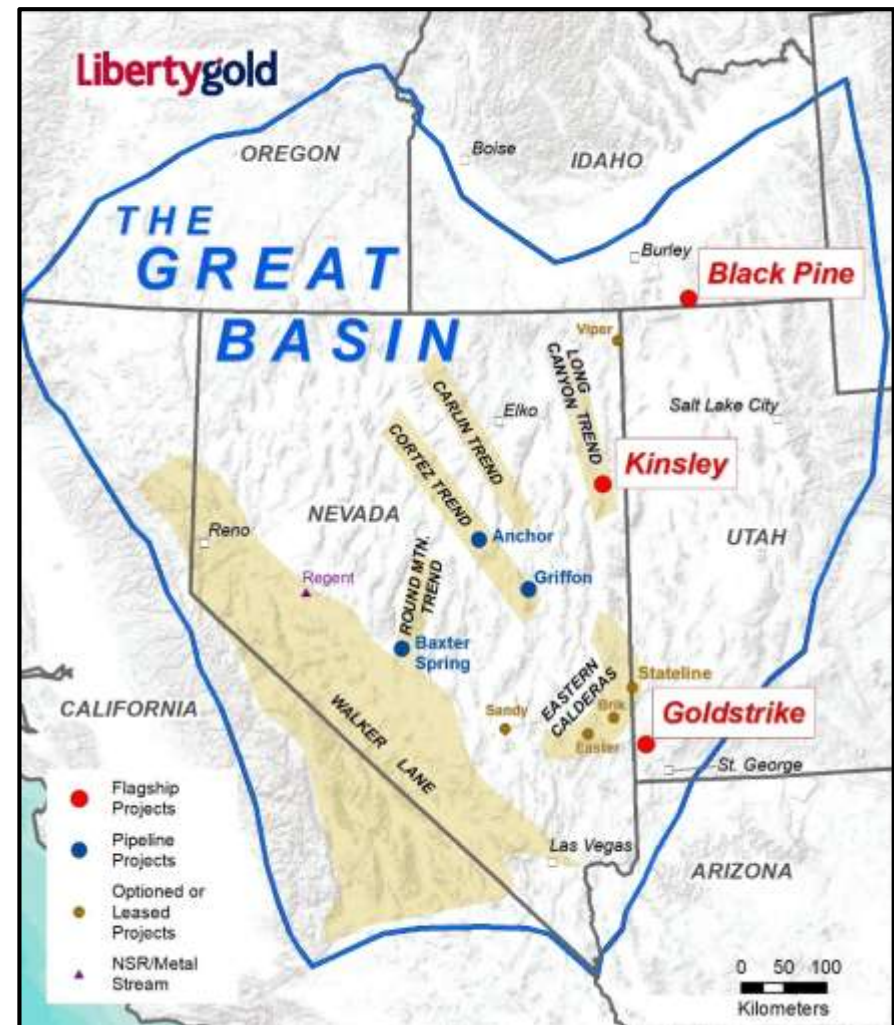 Libertygold
OREGON
Boise
IDAHO
THE
GREAT
BASIN
Burley
Black Pine
Viper
LONG
CANYON TREND
CARLIN TREND
Elko
CORTEZ TREND
Salt Lake City
Kinsley
NEVADA
Reno
Anchor
UTAH
Regent
ROUND MTN.
TREND
Griffon
Baxter
Spring
EASTERN
CALDERAS
Stateline
CALIFORNIA
WALKER
LANE
Sandy
Brik
Easter
Goldstrike
St. George
Las Vegas
ARIZONA
Flagship
Projects
Pipeline
Projects
Optioned or
Leased
Projects
NSR/Metal
Stream
0 50 100
Kilometers